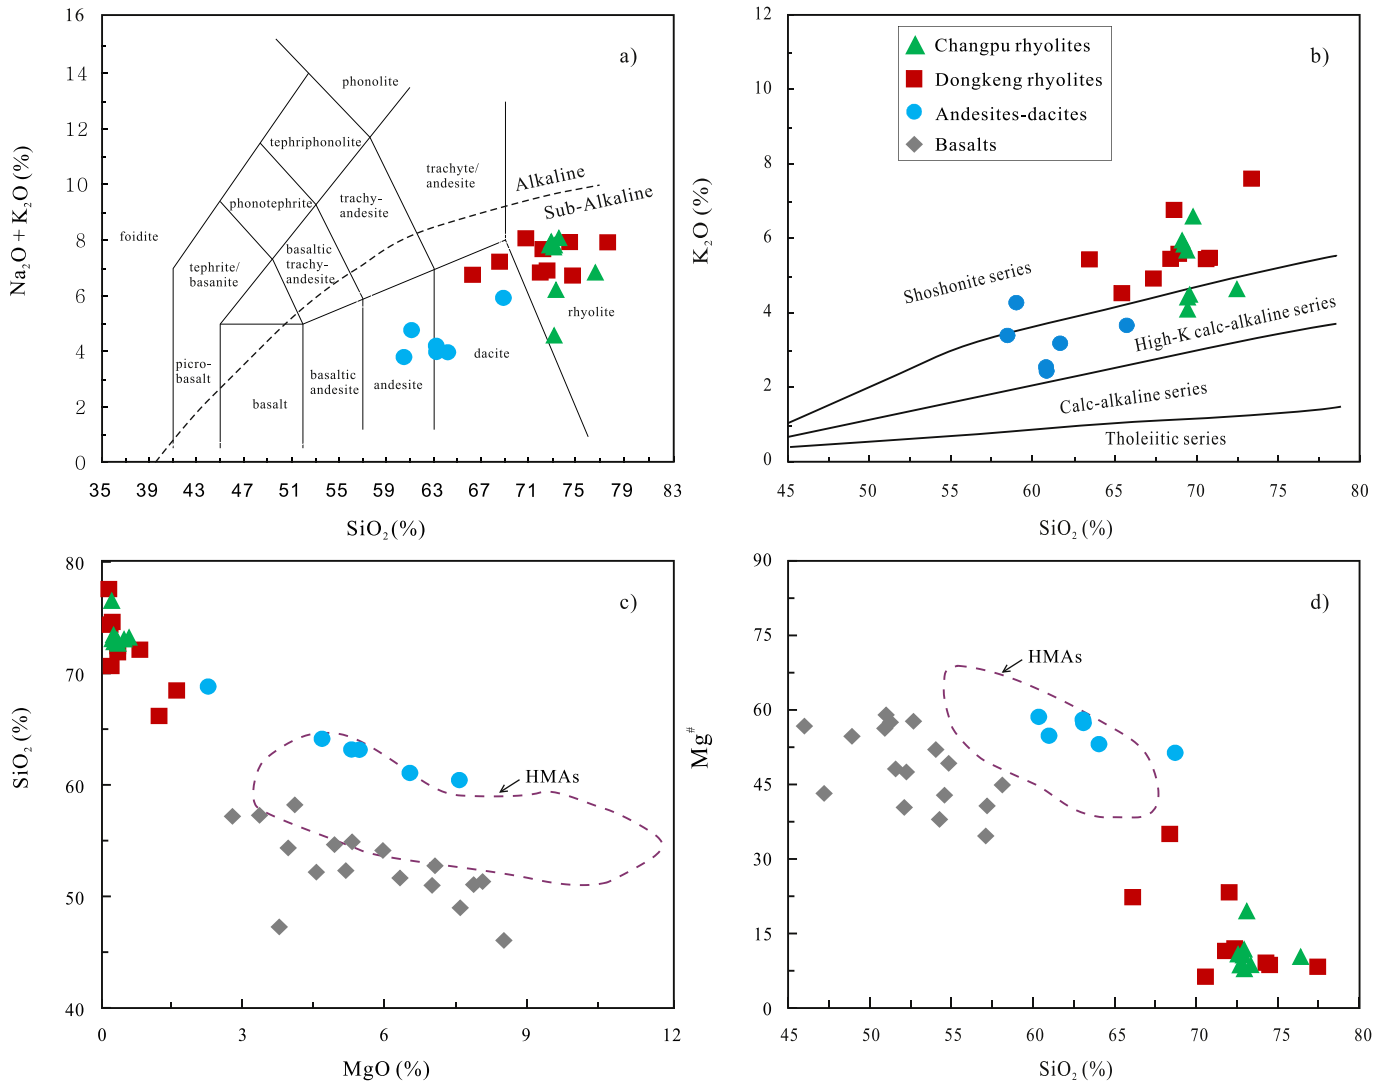 16
14
12
10
8
6
4
2
0
Na₂O + K₂O (%)
a)
phonolite
tephriphonolite
trachyte/
andesite
Alkaline
Sub-Alkaline
phonotephrite
trachy-
andesite
foidite
basaltic
trachy-
andesite
tephrite/
basanite
rhyolite
picro-
basalt
basaltic
andesite
andesite
dacite
basalt
35 39 43 47 51 55 59 63 67 71 75 79 83
SiO₂(%)
12
10
8
6
4
2
0
K₂O (%)
b)
Changpu rhyolites
Dongkeng rhyolites
Andesites-dacites
Basalts
Shoshonite series
High-K calc-alkaline series
Calc-alkaline series
Tholeiitic series
45 50 55 60 65 70 75 80
SiO₂ (%)
80
70
60
50
40
SiO₂ (%)
c)
HMAs
0 3 6 9 12
MgO (%)
90
75
60
45
30
15
0
Mg#
d)
HMAs
45 50 55 60 65 70 75 80
SiO₂ (%)